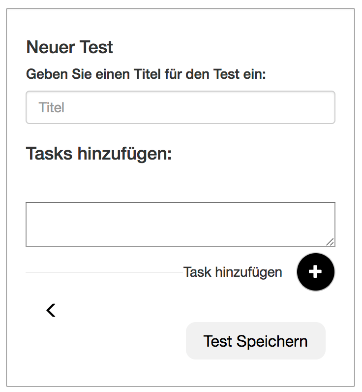 Neuer Test
Geben Sie einen Titel für den Test ein:
Titel
Tasks hinzufügen:
Task hinzufügen
Test Speichern